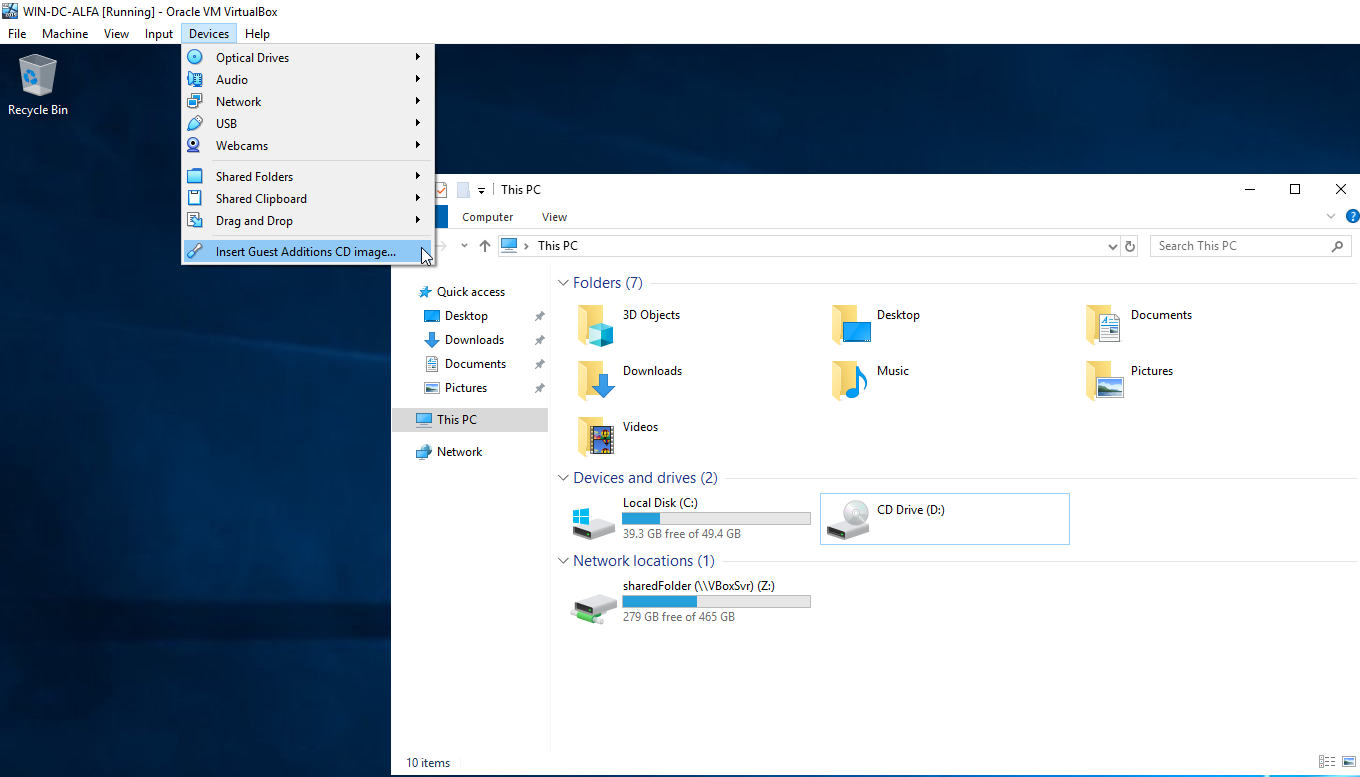 WIN-DC-ALFA [Running] - Oracle VM VirtualBox
File Machine View Input Devices Help
Optical Drives
Audio
Network
USB
Webcams
Shared Folders
Shared Clipboard
Drag and Drop
Insert Guest Additions CD image...
Recycle Bin
This PC
Computer View
This PC
Search This PC
Quick access
Desktop
Downloads
Documents
Pictures
This PC
Network
Folders (7)
3D Objects
Desktop
Documents
Downloads
Music
Pictures
Videos
Devices and drives (2)
Local Disk (C:)
39.3 GB free of 49.4 GB
CD Drive (D:)
Network locations (1)
sharedFolder (\\VBoxSvr) (Z:)
279 GB free of 465 GB
10 items